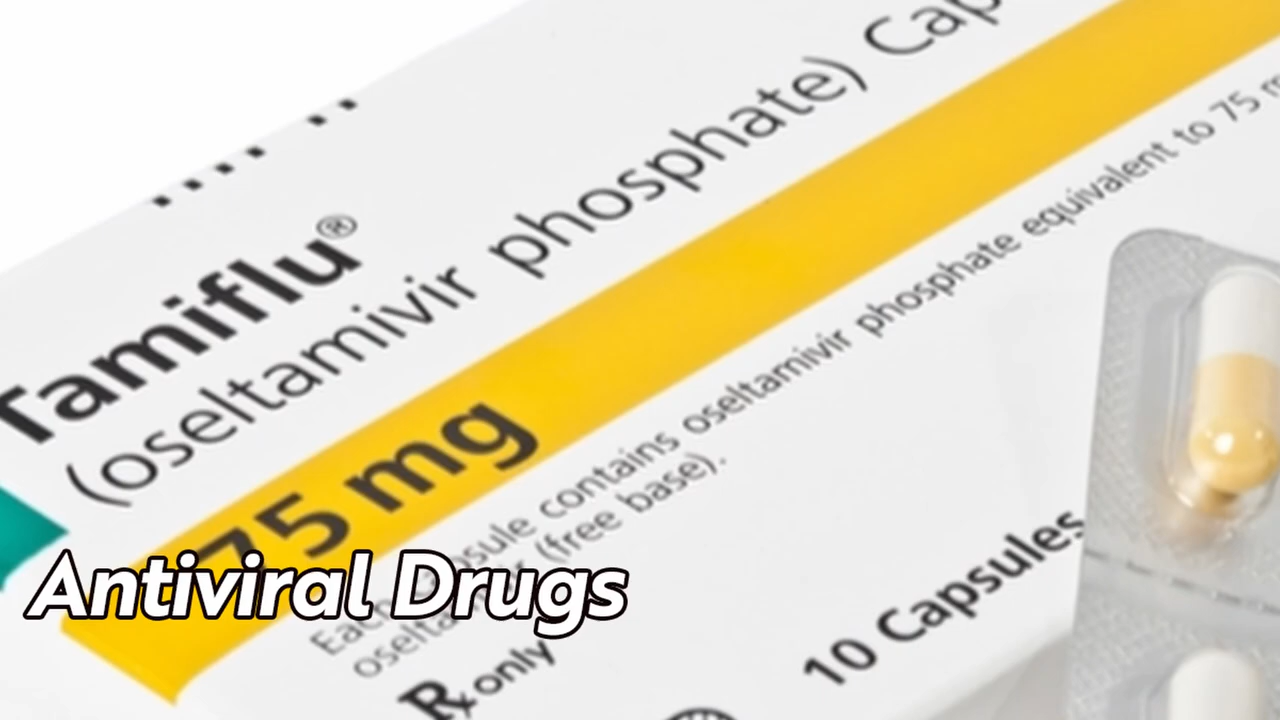 Tamiflu®
(oseltamivir phosphate) Cap
75 mg
Each capsule contains oseltamivir phosphate equivalent to 75 m
oseltamivir (free base).
Rx only
10 Capsules
Antiviral Drugs